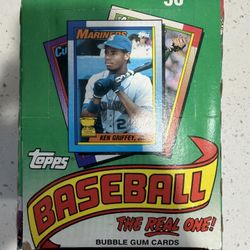 36
MARINERS
KEN GRIFFEY, JR.
Topps
BASEBALL
THE REAL ONE!
BUBBLE GUM CARDS